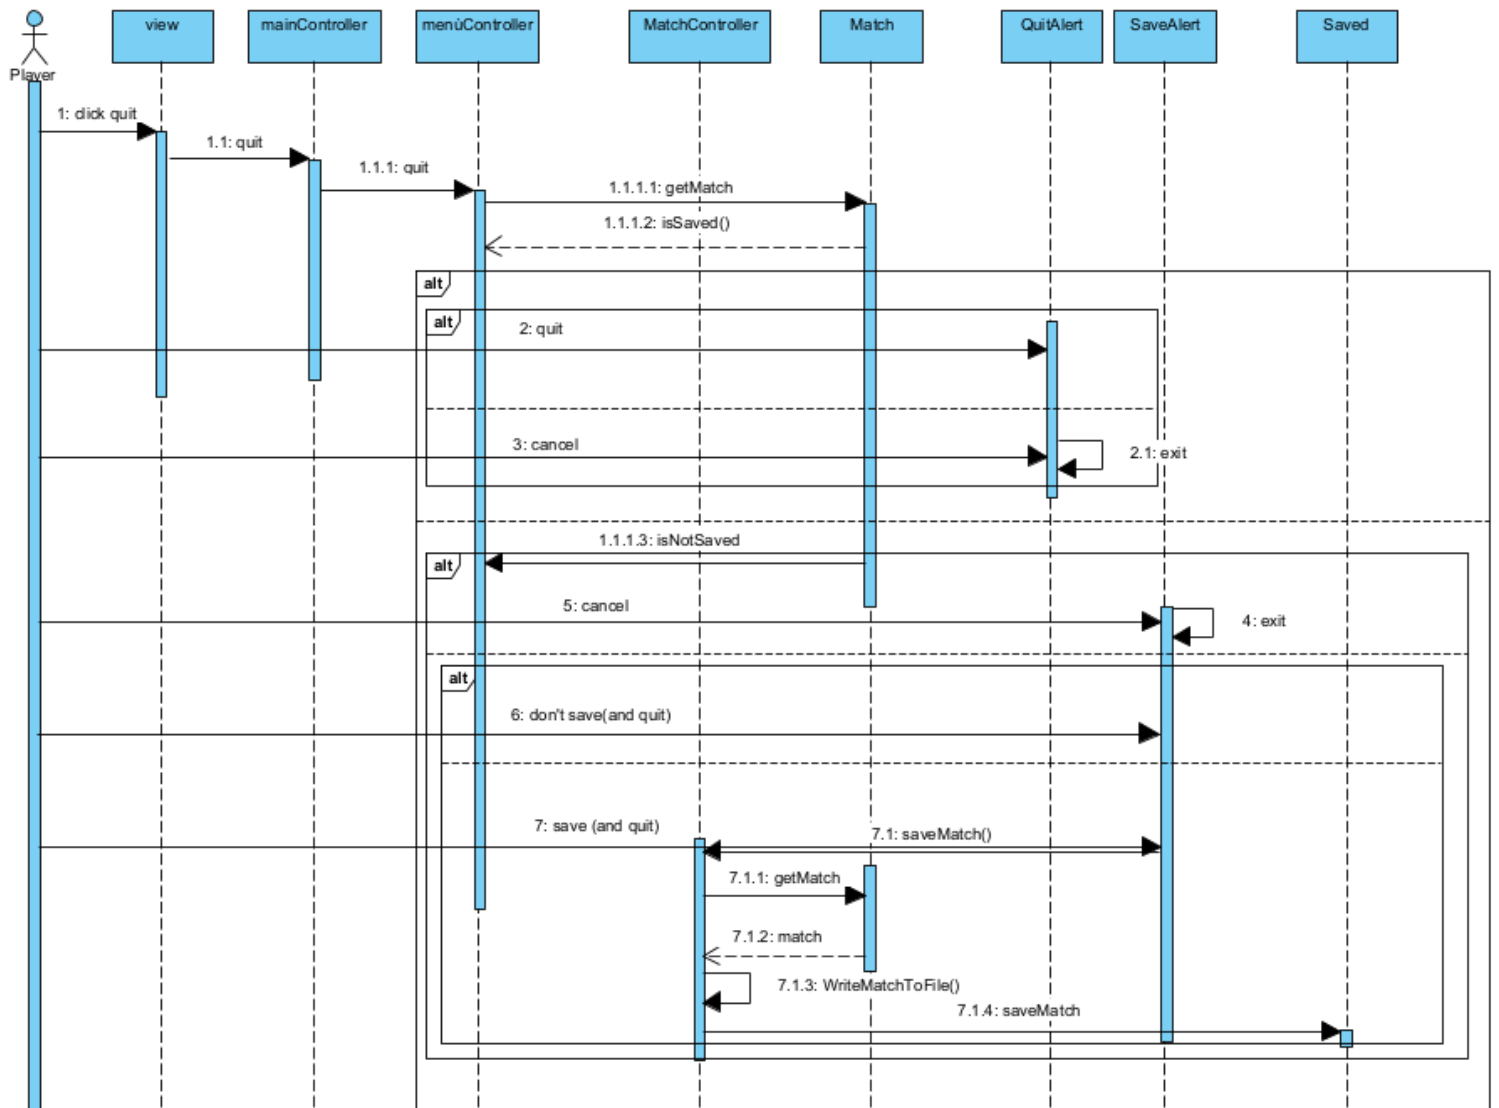 view
mainController
menùController
MatchController
Match
QuitAlert
SaveAlert
Saved
Player
1: click quit
1.1: quit
1.1.1: quit
1.1.1.1: getMatch
1.1.1.2: isSaved()
alt
alt
2: quit
3: cancel
2.1: exit
1.1.1.3: isNotSaved
alt
5: cancel
4: exit
alt
6: don't save(and quit)
7: save (and quit)
7.1: saveMatch()
7.1.1: getMatch
7.1.2: match
7.1.3: WriteMatchToFile()
7.1.4: saveMatch